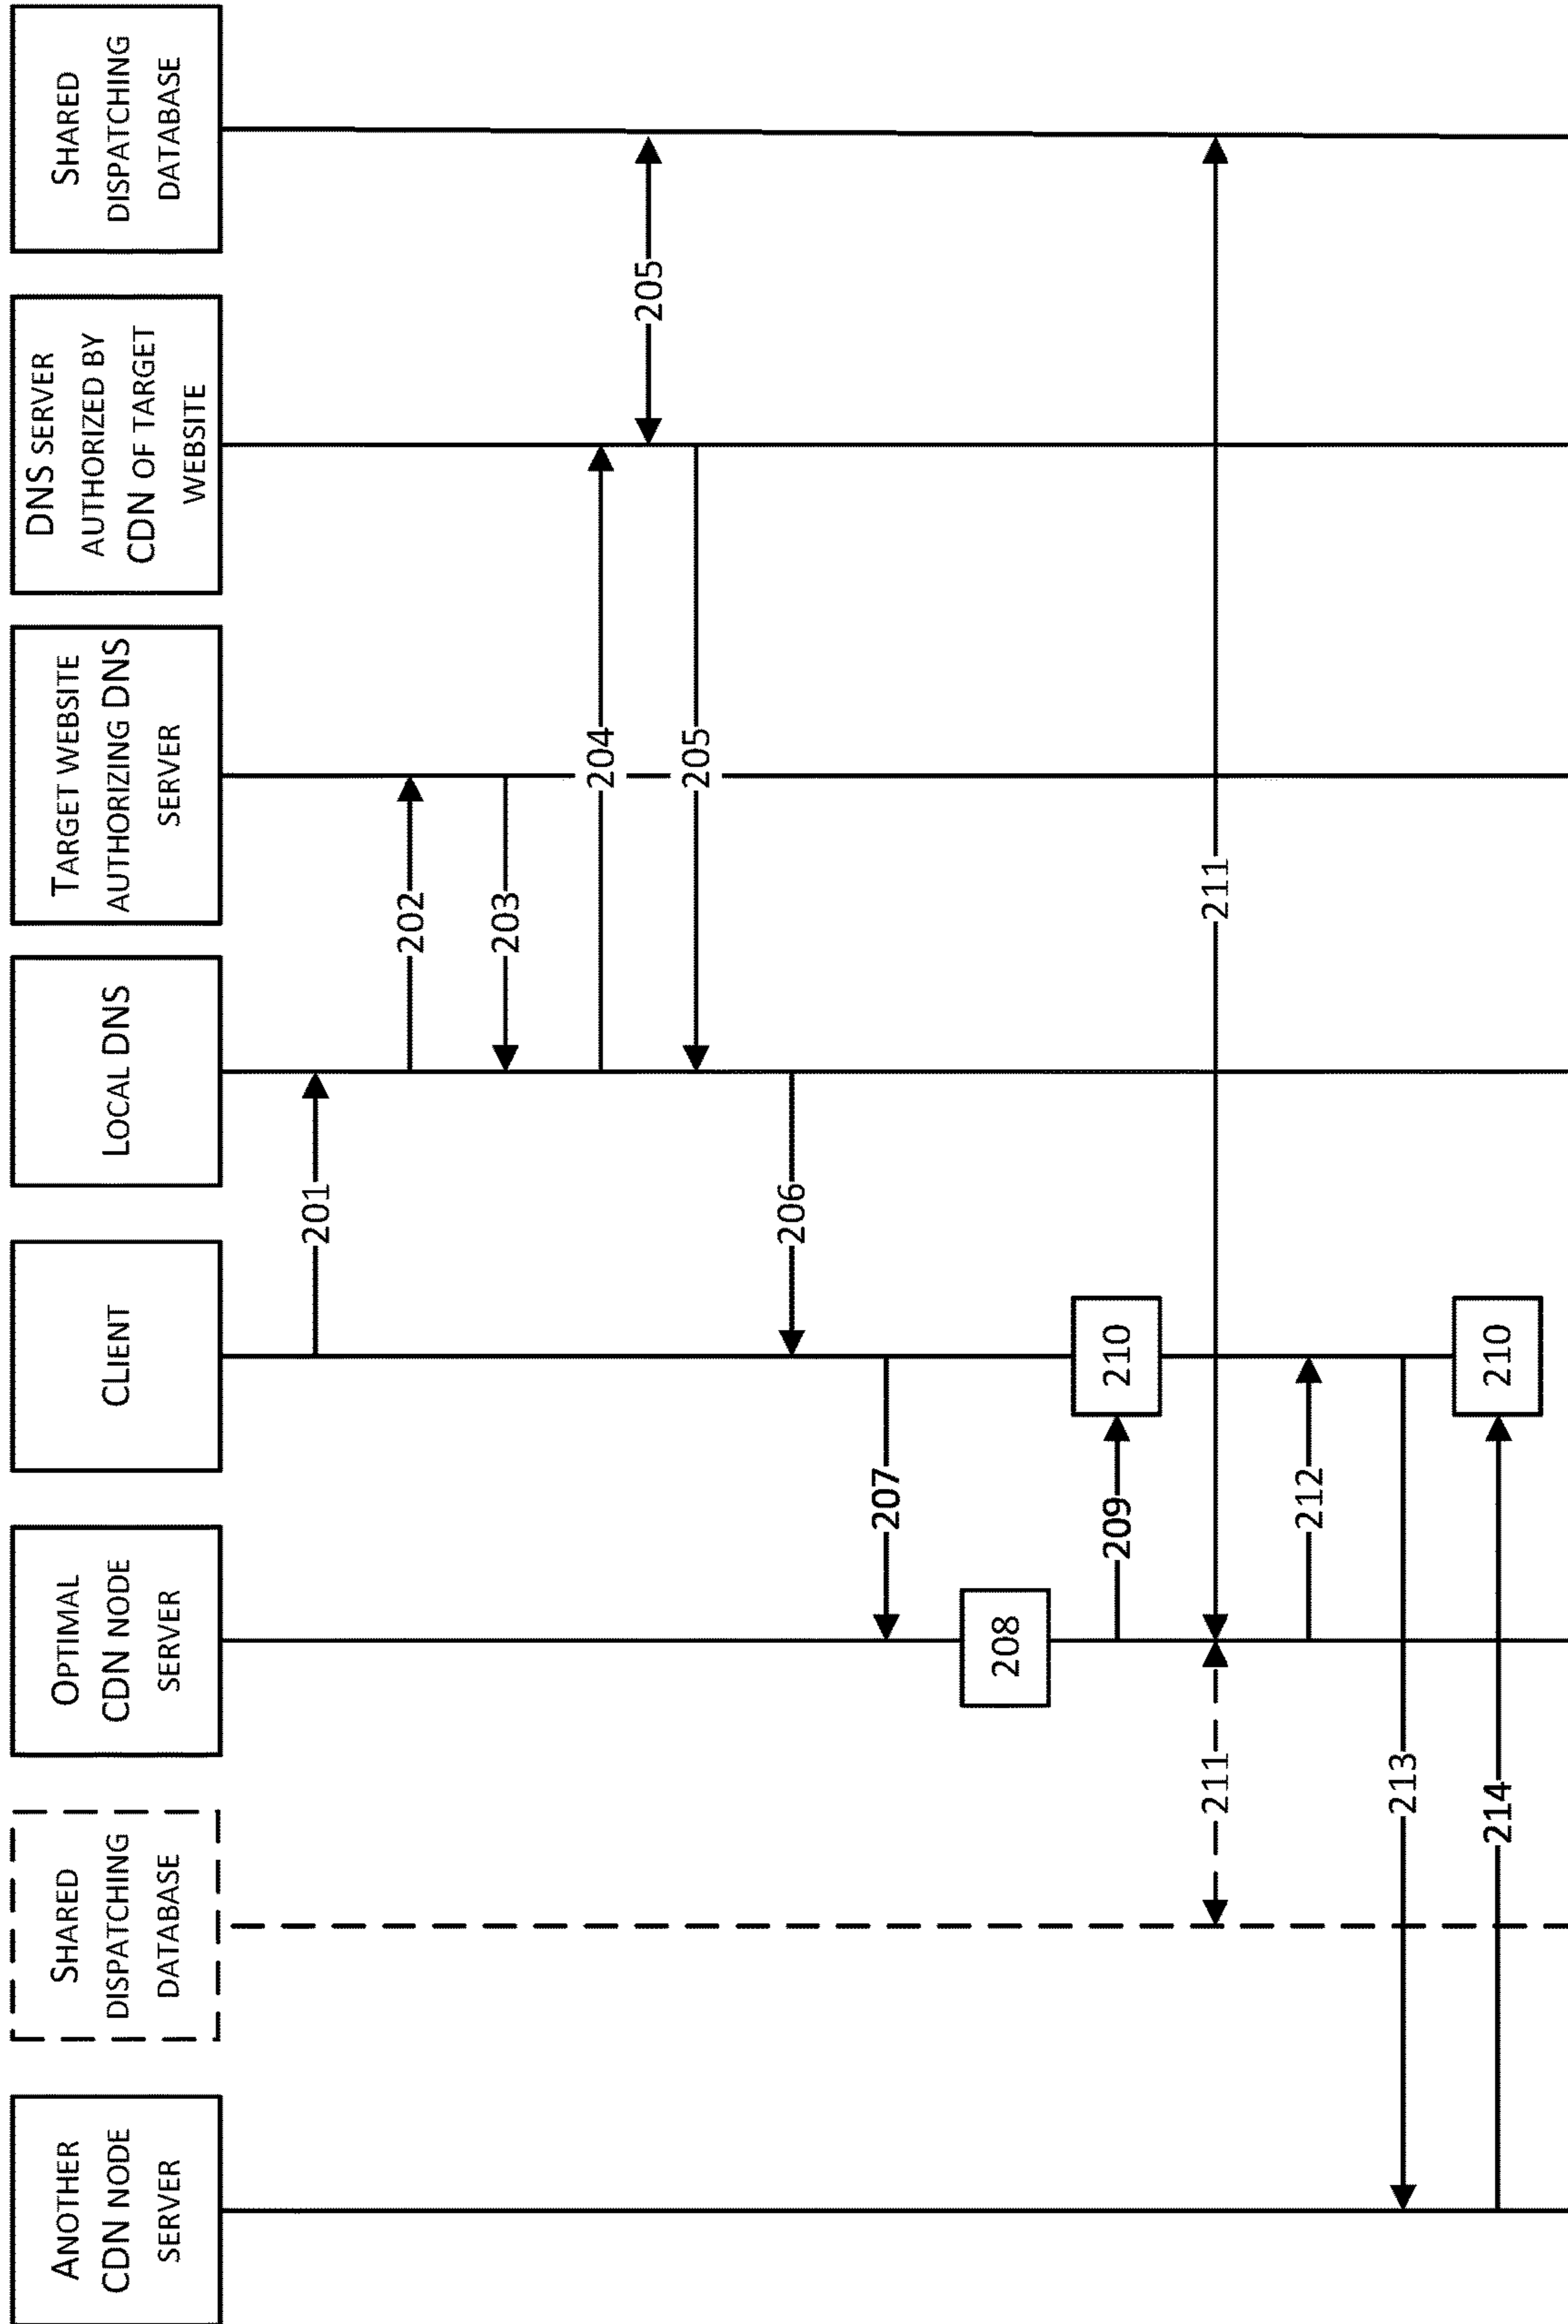 ANOTHER
CDN NODE
SERVER
SHARED
DISPATCHING
DATABASE
OPTIMAL
CDN NODE
SERVER
CLIENT
LOCAL DNS
TARGET WEBSITE
AUTHORIZING DNS
SERVER
DNS SERVER
AUTHORIZED BY
CDN OF TARGET
WEBSITE
SHARED
DISPATCHING
DATABASE
201
202
203
204
205
205
206
207
208
209
210
211
211
212
213
214
210